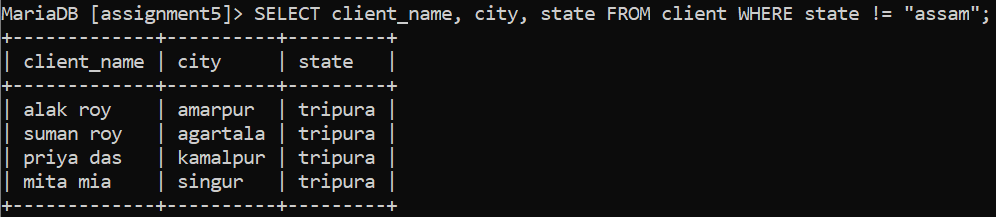 MariaDB [assignment5]> SELECT client_name, city, state FROM client WHERE state != "assam";
+-------------+----------+---------+
| client_name | city     | state   |
+-------------+----------+---------+
| alak roy    | amarpur  | tripura |
| suman roy   | agartala | tripura |
| priya das   | kamalpur | tripura |
| mita mia    | singur   | tripura |
+-------------+----------+---------+